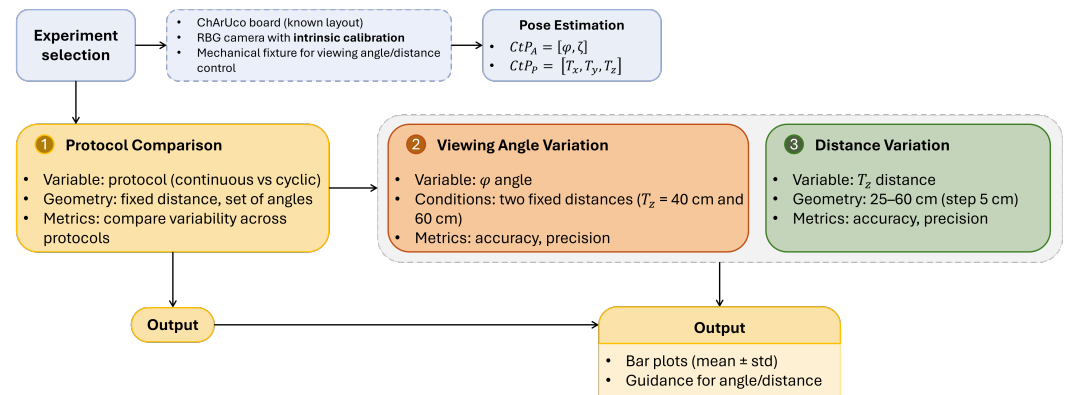 Experiment
selection
• ChArUco board (known layout)
• RBG camera with intrinsic calibration
• Mechanical fixture for viewing angle/distance
control
Pose Estimation
• CtP_A = [φ, ζ]
• CtP_P = [T_x, T_y, T_z]
1 Protocol Comparison
• Variable: protocol (continuous vs cyclic)
• Geometry: fixed distance, set of angles
• Metrics: compare variability across
protocols
2 Viewing Angle Variation
• Variable: φ angle
• Conditions: two fixed distances (T_z = 40 cm and
60 cm)
• Metrics: accuracy, precision
3 Distance Variation
• Variable: T_z distance
• Geometry: 25–60 cm (step 5 cm)
• Metrics: accuracy, precision
Output
Output
• Bar plots (mean ± std)
• Guidance for angle/distance